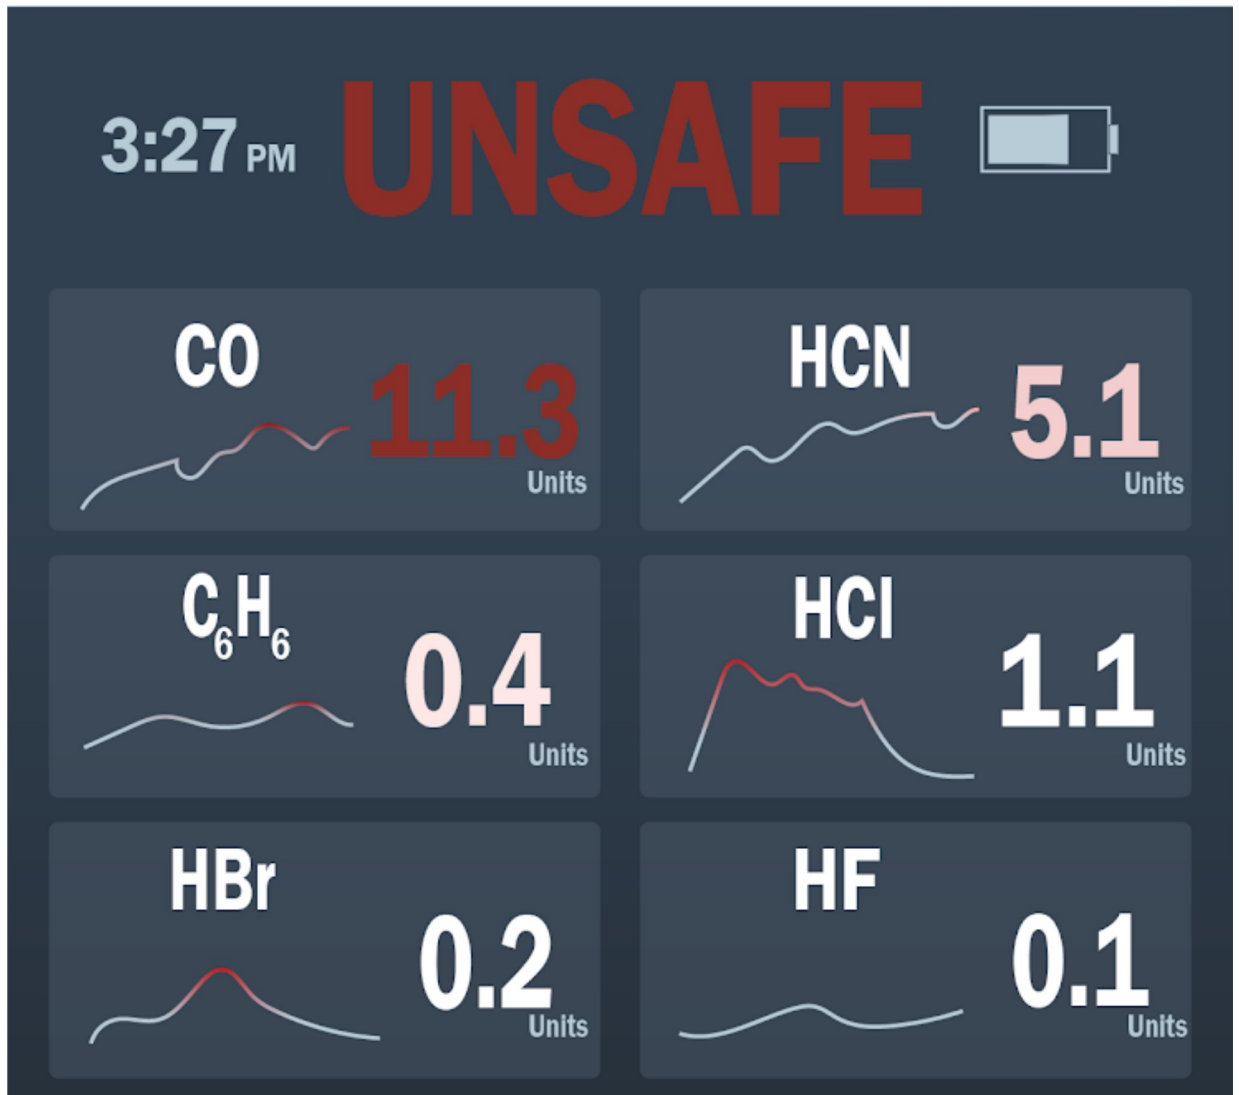 3:27 PM UNSAFE
CO
11.3
Units
HCN
5.1
Units
C₆H₆
0.4
Units
HCl
1.1
Units
HBr
0.2
Units
HF
0.1
Units